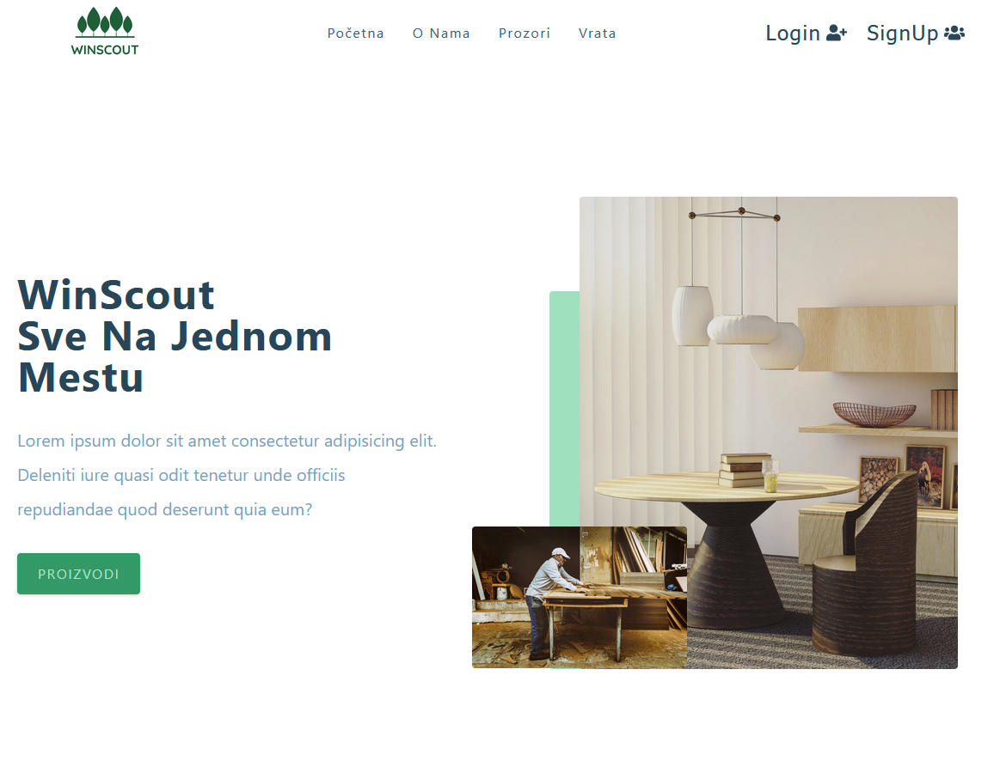 WINSCOUT
Početna
O Nama
Prozori
Vrata
Login
SignUp
WinScout
Sve Na Jednom
Mestu
Lorem ipsum dolor sit amet consectetur adipisicing elit.
Deleniti iure quasi odit tenetur unde officiis
repudiandae quod deserunt quia eum?
PROIZVODI